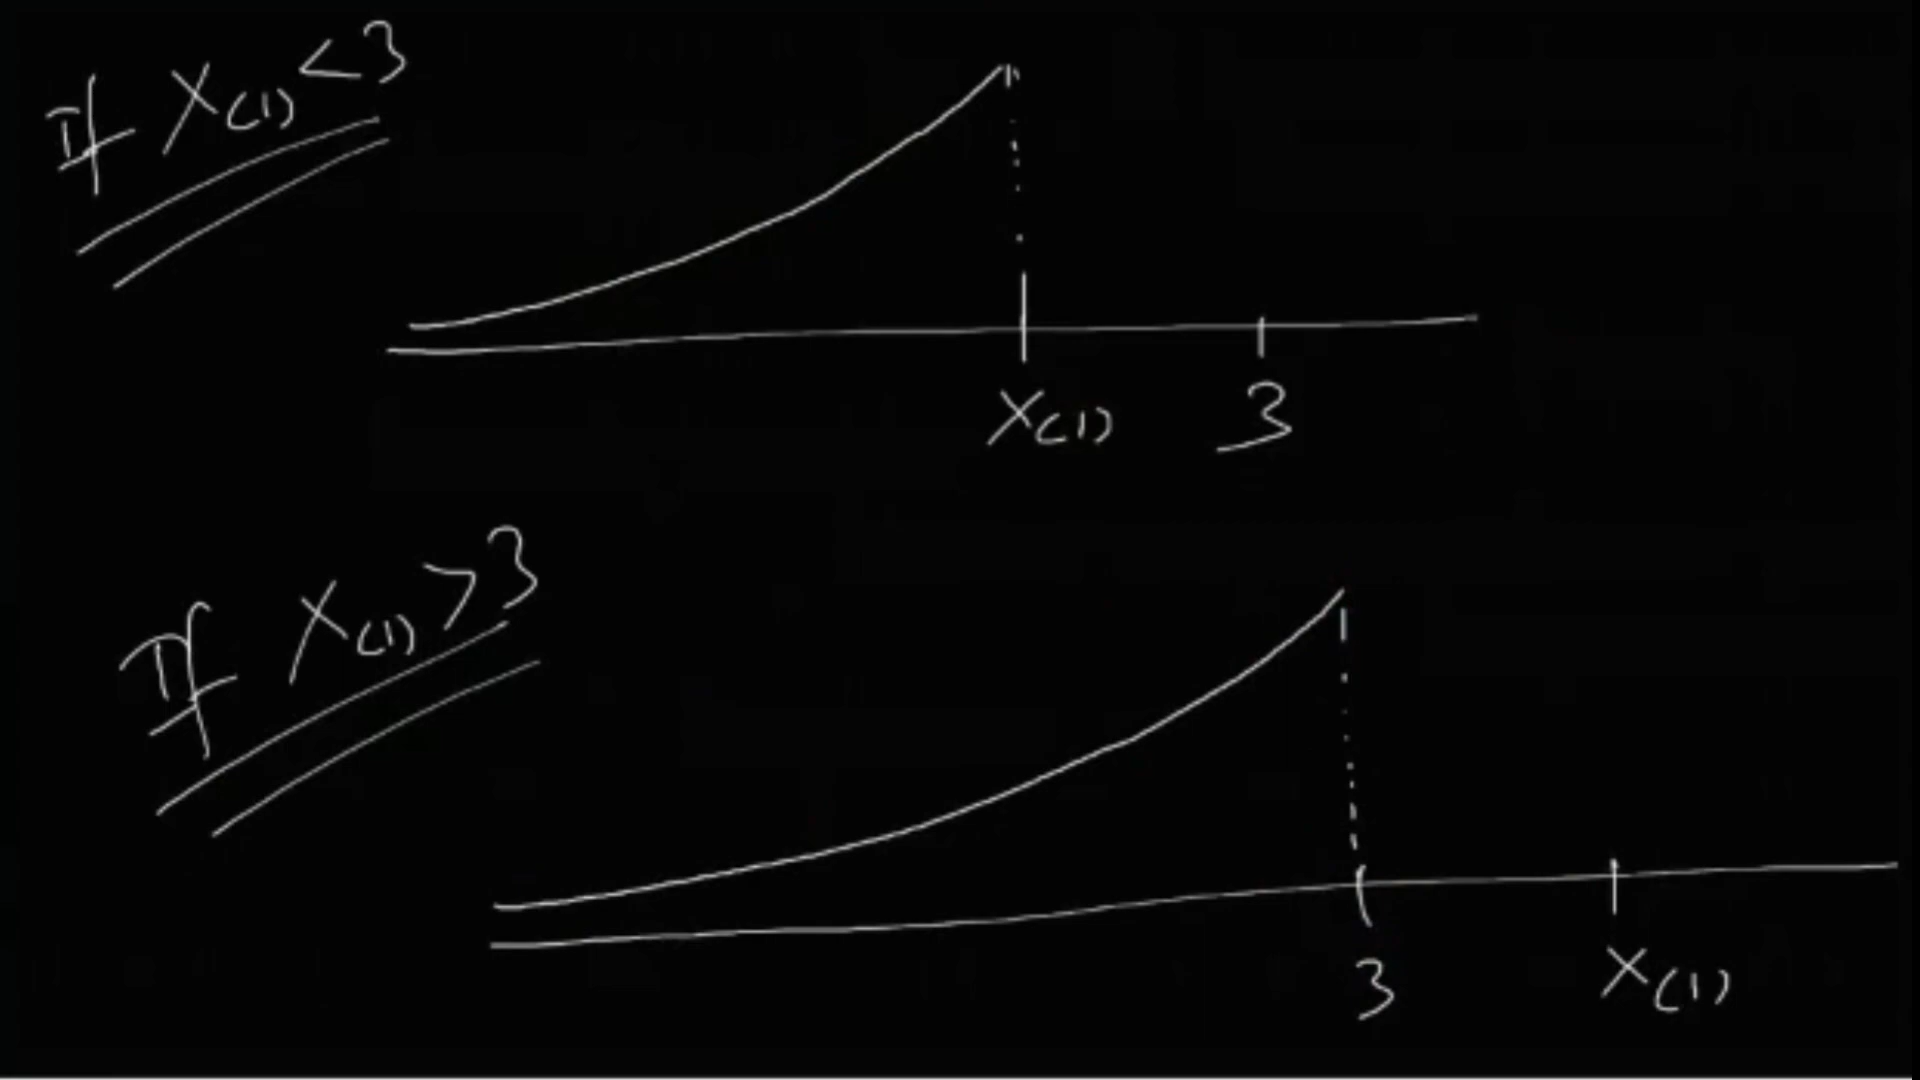 If X(1) < 3
X(1) 3
If X(1) > 3
3 X(1)